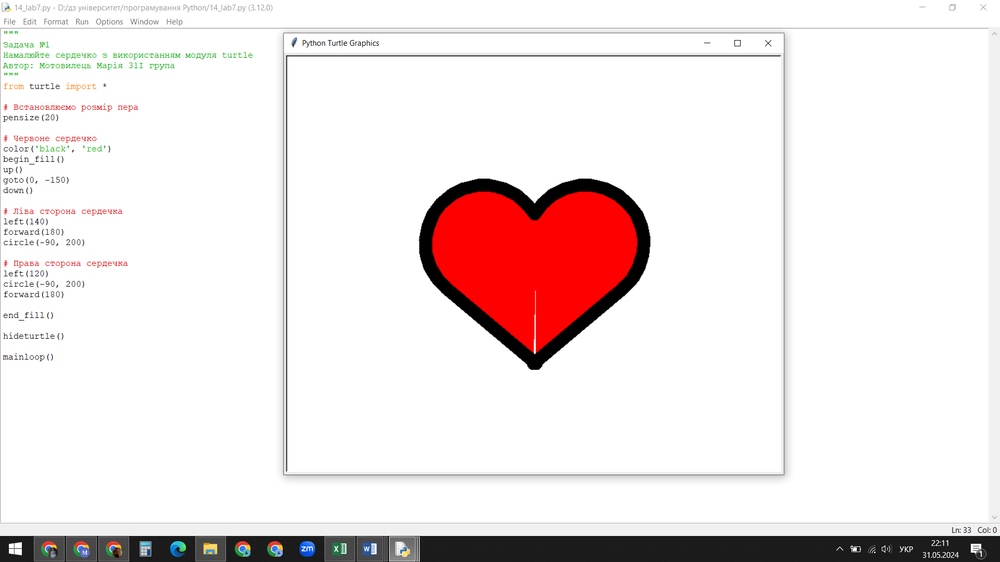 14_lab7.py - D:/дз університет/програмування Python/14_lab7.py (3.12.0)
File Edit Format Run Options Window Help
"""
Задача №1
Намалюйте сердечко з використанням модуля turtle
Автор: Мотовилець Марія 31І група
"""
from turtle import *
# Встановлюємо розмір пера
pensize(20)
# Червоне сердечко
color('black', 'red')
begin_fill()
up()
goto(0, -150)
down()
# Ліва сторона сердечка
left(140)
forward(180)
circle(-90, 200)
# Права сторона сердечка
left(120)
circle(-90, 200)
forward(180)
end_fill()
hideturtle()
mainloop()
Python Turtle Graphics
Ln: 33 Col: 0
M
zm
УКР
22:11
31.05.2024
1